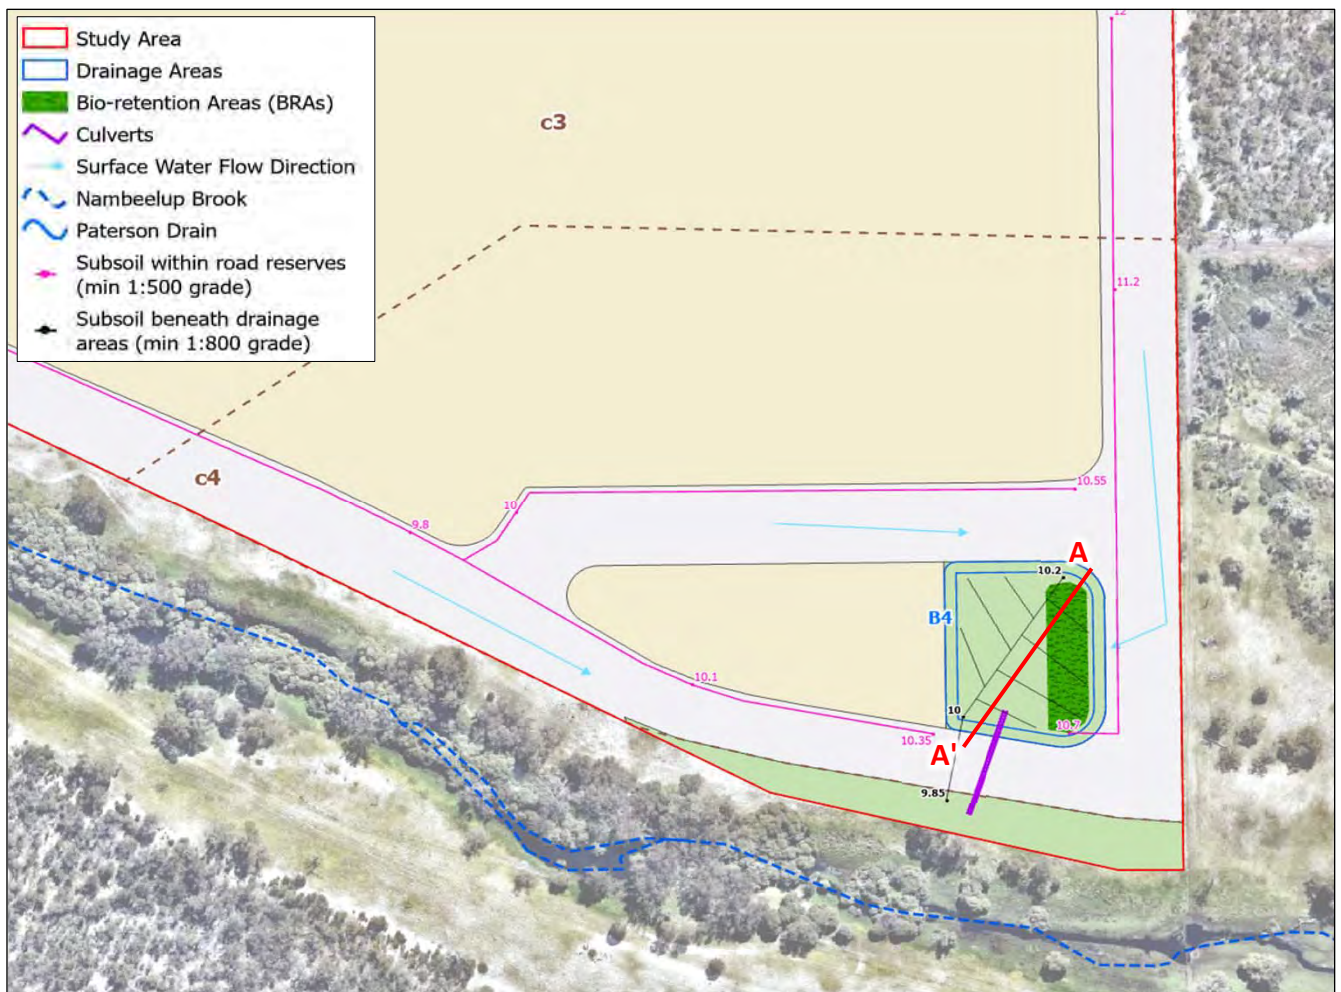 12
Study Area
Drainage Areas
Bio-retention Areas (BRAs)
Culverts
Surface Water Flow Direction
Nambeelup Brook
Paterson Drain
Subsoil within road reserves
(min 1:500 grade)
Subsoil beneath drainage
areas (min 1:800 grade)
c3
11.2
c4
10.55
10
9.8
A
10.2
B4
10.1
10
10.7
10.35
A'
9.85